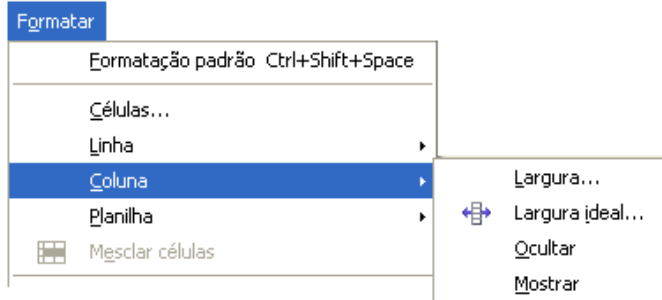 Formatar
Formatação padrão Ctrl+Shift+Space
Células...
Linha
Coluna
Planilha
Mesclar células
Largura...
Largura ideal...
Ocultar
Mostrar